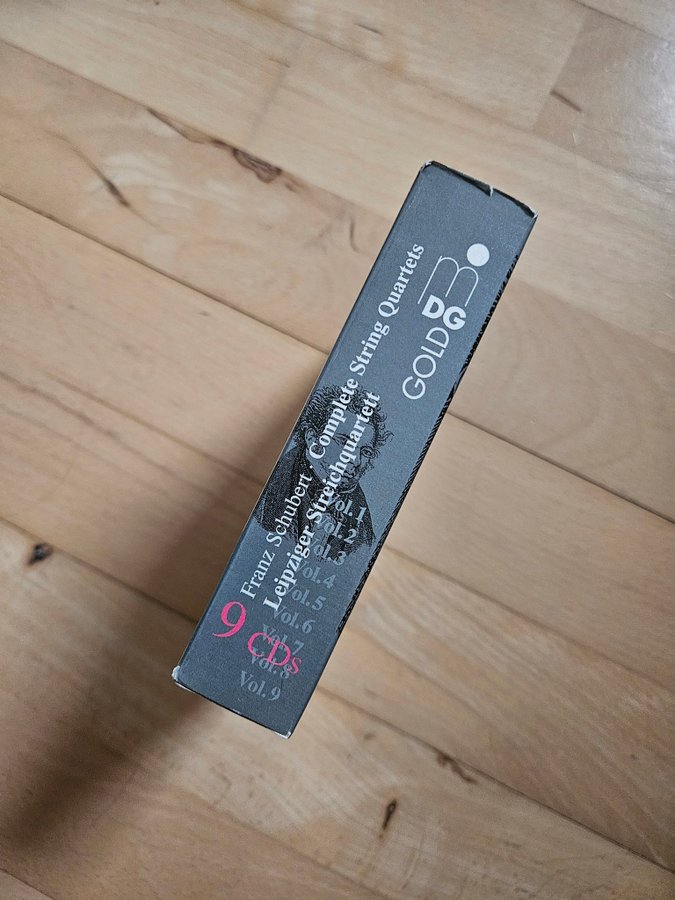 MDG
GOLD
Franz Schubert · Complete String Quartets
Leipziger Streichquartett
Vol. 1
Vol. 2
Vol. 3
Vol. 4
Vol. 5
Vol. 6
Vol. 7
Vol. 8
Vol. 9
9 CDs